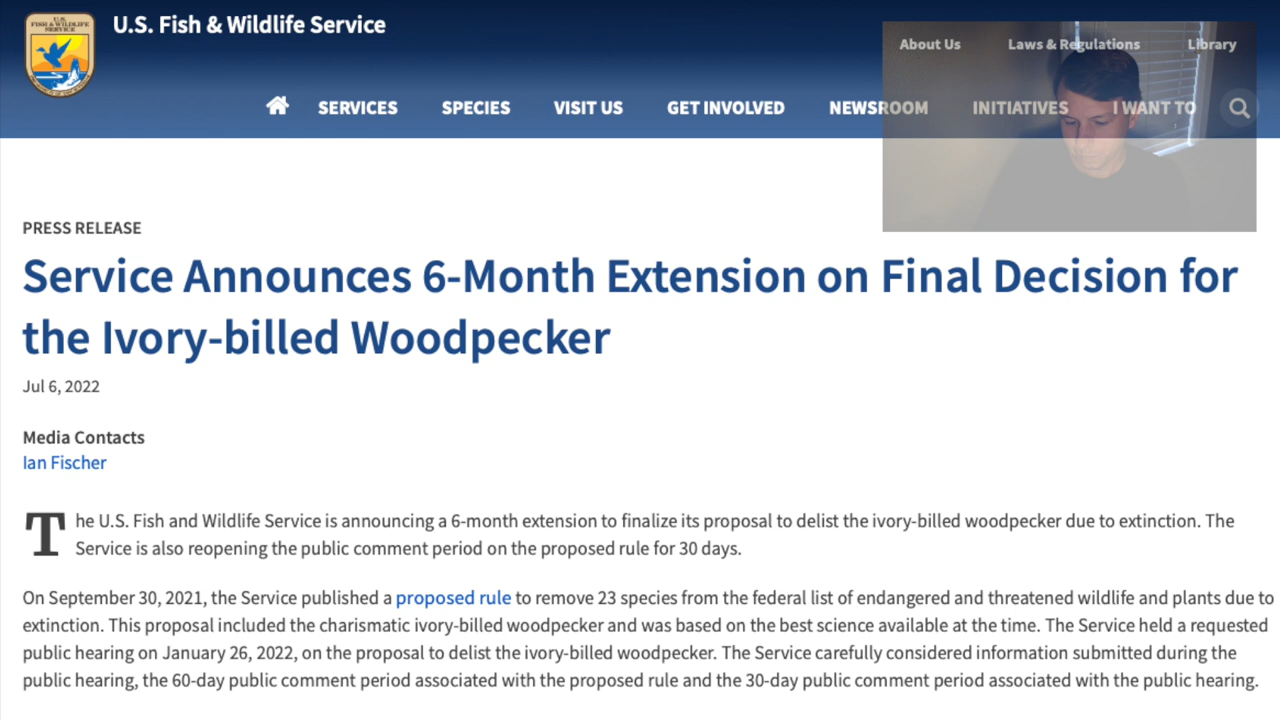 U.S. Fish & Wildlife Service
U.S.
FISH & WILDLIFE
SERVICE
About Us Laws & Regulations Library
SERVICES SPECIES VISIT US GET INVOLVED NEWSROOM INITIATIVES I WANT TO
PRESS RELEASE
Service Announces 6-Month Extension on Final Decision for
the Ivory-billed Woodpecker
Jul 6, 2022
Media Contacts
Ian Fischer
The U.S. Fish and Wildlife Service is announcing a 6-month extension to finalize its proposal to delist the ivory-billed woodpecker due to extinction. The
Service is also reopening the public comment period on the proposed rule for 30 days.
On September 30, 2021, the Service published a proposed rule to remove 23 species from the federal list of endangered and threatened wildlife and plants due to
extinction. This proposal included the charismatic ivory-billed woodpecker and was based on the best science available at the time. The Service held a requested
public hearing on January 26, 2022, on the proposal to delist the ivory-billed woodpecker. The Service carefully considered information submitted during the
public hearing, the 60-day public comment period associated with the proposed rule and the 30-day public comment period associated with the public hearing.